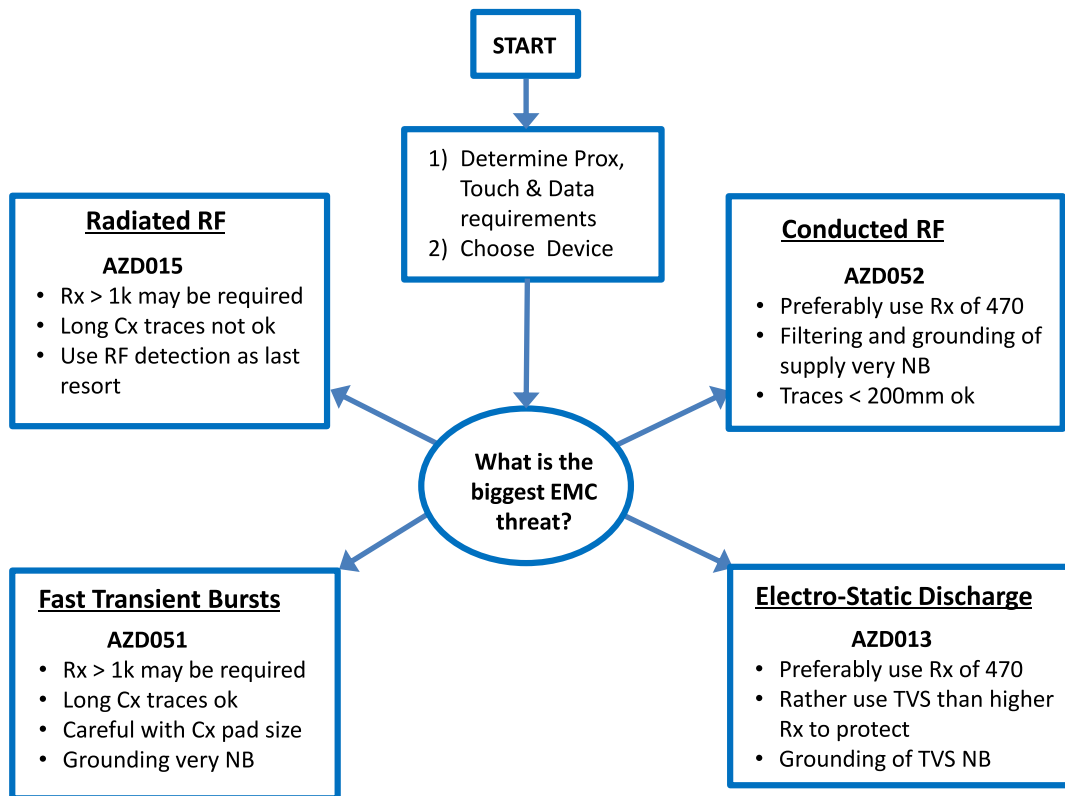 START
1) Determine Prox,
Touch & Data
requirements
2) Choose Device
Radiated RF
AZD015
• Rx > 1k may be required
• Long Cx traces not ok
• Use RF detection as last
resort
Conducted RF
AZD052
• Preferably use Rx of 470
• Filtering and grounding of
supply very NB
• Traces < 200mm ok
What is the
biggest EMC
threat?
Fast Transient Bursts
AZD051
• Rx > 1k may be required
• Long Cx traces ok
• Careful with Cx pad size
• Grounding very NB
Electro-Static Discharge
AZD013
• Preferably use Rx of 470
• Rather use TVS than higher
Rx to protect
• Grounding of TVS NB